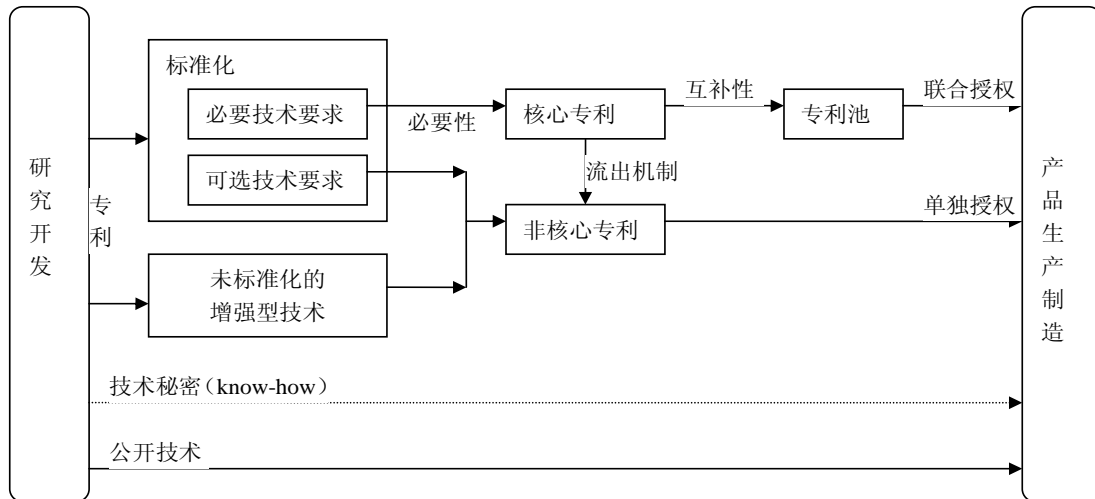 研究开发
专利
标准化
必要技术要求
可选技术要求
未标准化的
增强型技术
必要性
核心专利
流出机制
非核心专利
互补性
专利池
联合授权
单独授权
技术秘密（know-how）
公开技术
产品生产制造